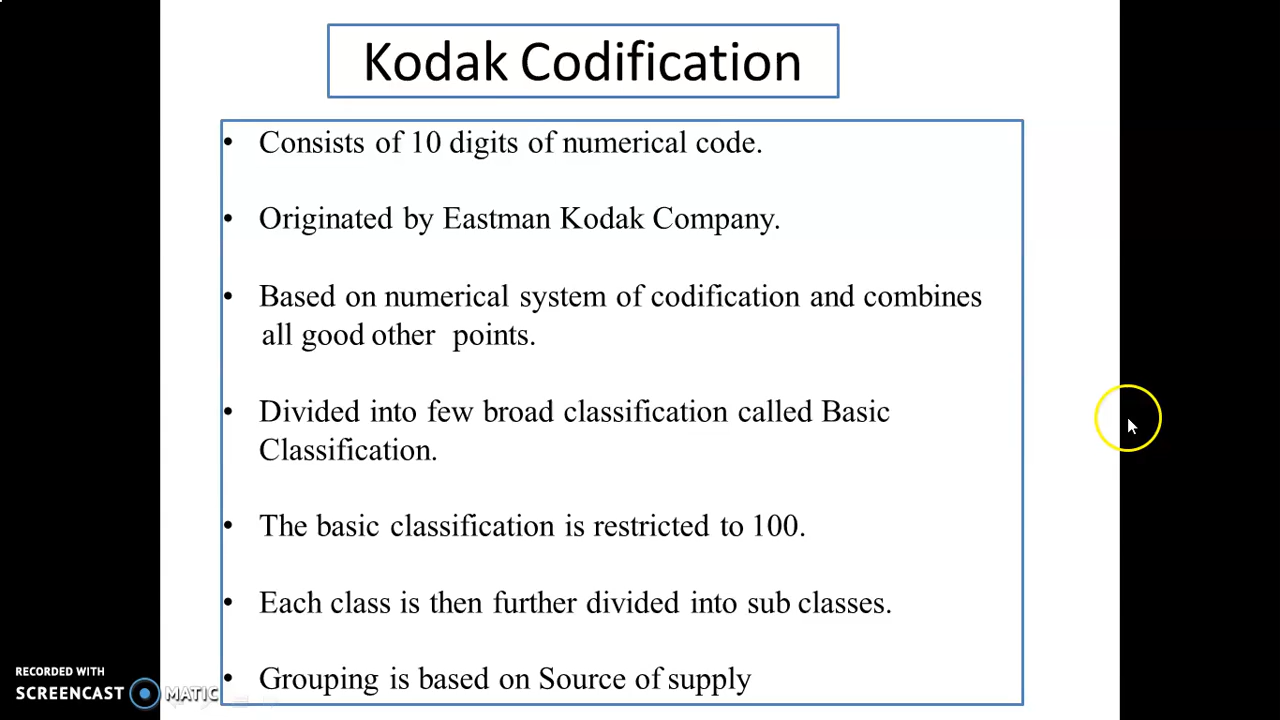 Kodak Codification
• Consists of 10 digits of numerical code.
• Originated by Eastman Kodak Company.
• Based on numerical system of codification and combines
all good other points.
• Divided into few broad classification called Basic
Classification.
• The basic classification is restricted to 100.
• Each class is then further divided into sub classes.
• Grouping is based on Source of supply
RECORDED WITH
SCREENCAST MATIC